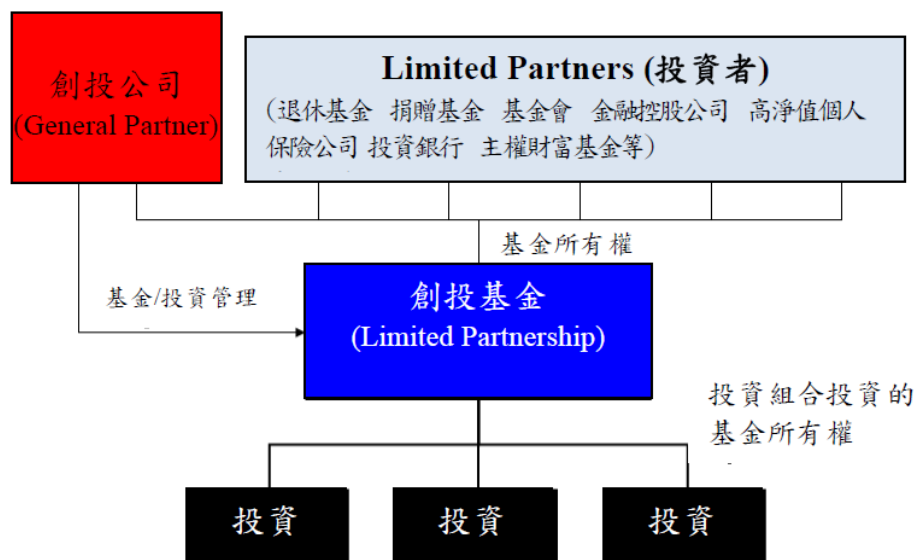 創投公司
(General Partner)
Limited Partners (投資者)
(退休基金 捐贈基金 基金會 金融控股公司 高淨值個人
保險公司 投資銀行 主權財富基金等)
基金所有權
基金/投資管理
創投基金
(Limited Partnership)
投資組合投資的
基金所有權
投資
投資
投資